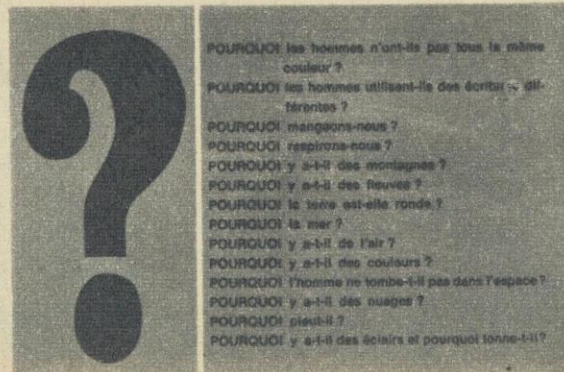 ?
POURQUOI les hommes n'ont-ils pas tous la même
couleur ?
POURQUOI les hommes utilisent-ils des écritures dif-
férentes ?
POURQUOI mangeons-nous ?
POURQUOI respirons-nous ?
POURQUOI y a-t-il des montagnes ?
POURQUOI y a-t-il des fleuves ?
POURQUOI la terre est-elle ronde ?
POURQUOI la mer ?
POURQUOI y a-t-il de l'air ?
POURQUOI y a-t-il des couleurs ?
POURQUOI l'homme ne tombe-t-il pas dans l'espace ?
POURQUOI y a-t-il des nuages ?
POURQUOI pleut-il ?
POURQUOI y a-t-il des éclairs et pourquoi tonne-t-il ?